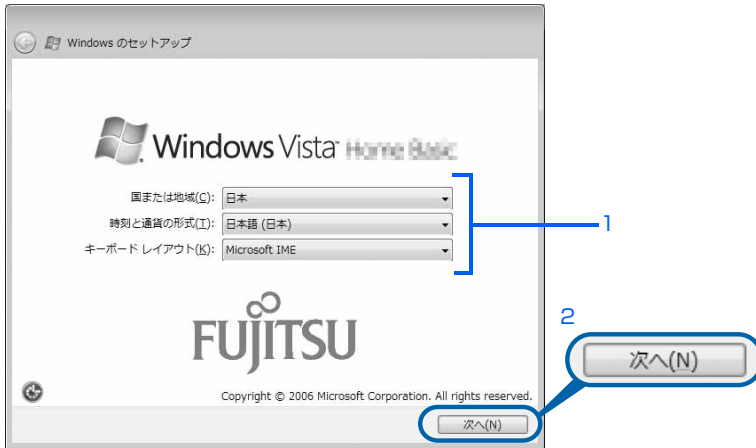 Windows のセットアップ
Windows Vista Home Basic
国または地域(C): 日本
時刻と通貨の形式(T): 日本語 (日本)
キーボード レイアウト(K): Microsoft IME
1
FUJITSU
2
次へ(N)
Copyright © 2006 Microsoft Corporation. All rights reserved.
次へ(N)